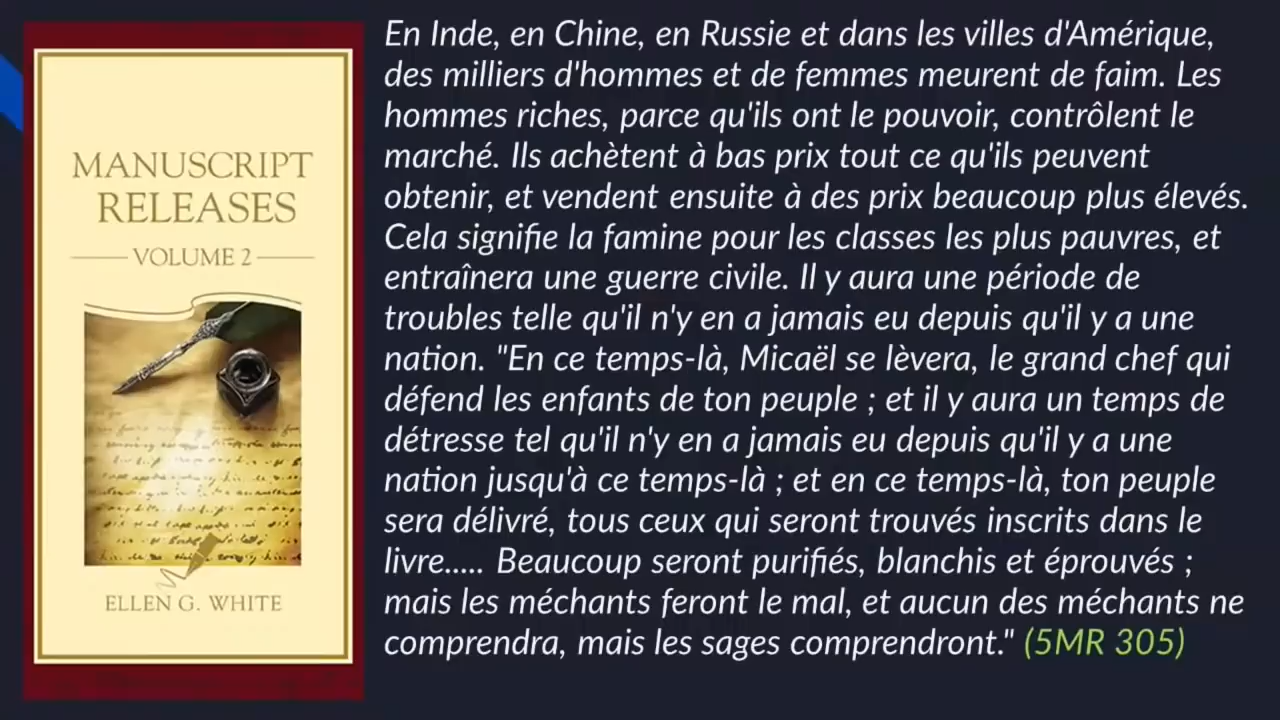 MANUSCRIPT
RELEASES
VOLUME 2
ELLEN G. WHITE
En Inde, en Chine, en Russie et dans les villes d'Amérique,
des milliers d'hommes et de femmes meurent de faim. Les
hommes riches, parce qu'ils ont le pouvoir, contrôlent le
marché. Ils achètent à bas prix tout ce qu'ils peuvent
obtenir, et vendent ensuite à des prix beaucoup plus élevés.
Cela signifie la famine pour les classes les plus pauvres, et
entraînera une guerre civile. Il y aura une période de
troubles telle qu'il n'y en a jamais eu depuis qu'il y a une
nation. "En ce temps-là, Micaël se lèvera, le grand chef qui
défend les enfants de ton peuple ; et il y aura un temps de
détresse tel qu'il n'y en a jamais eu depuis qu'il y a une
nation jusqu'à ce temps-là ; et en ce temps-là, ton peuple
sera délivré, tous ceux qui seront trouvés inscrits dans le
livre..... Beaucoup seront purifiés, blanchis et éprouvés ;
mais les méchants feront le mal, et aucun des méchants ne
comprendra, mais les sages comprendront." (5MR 305)